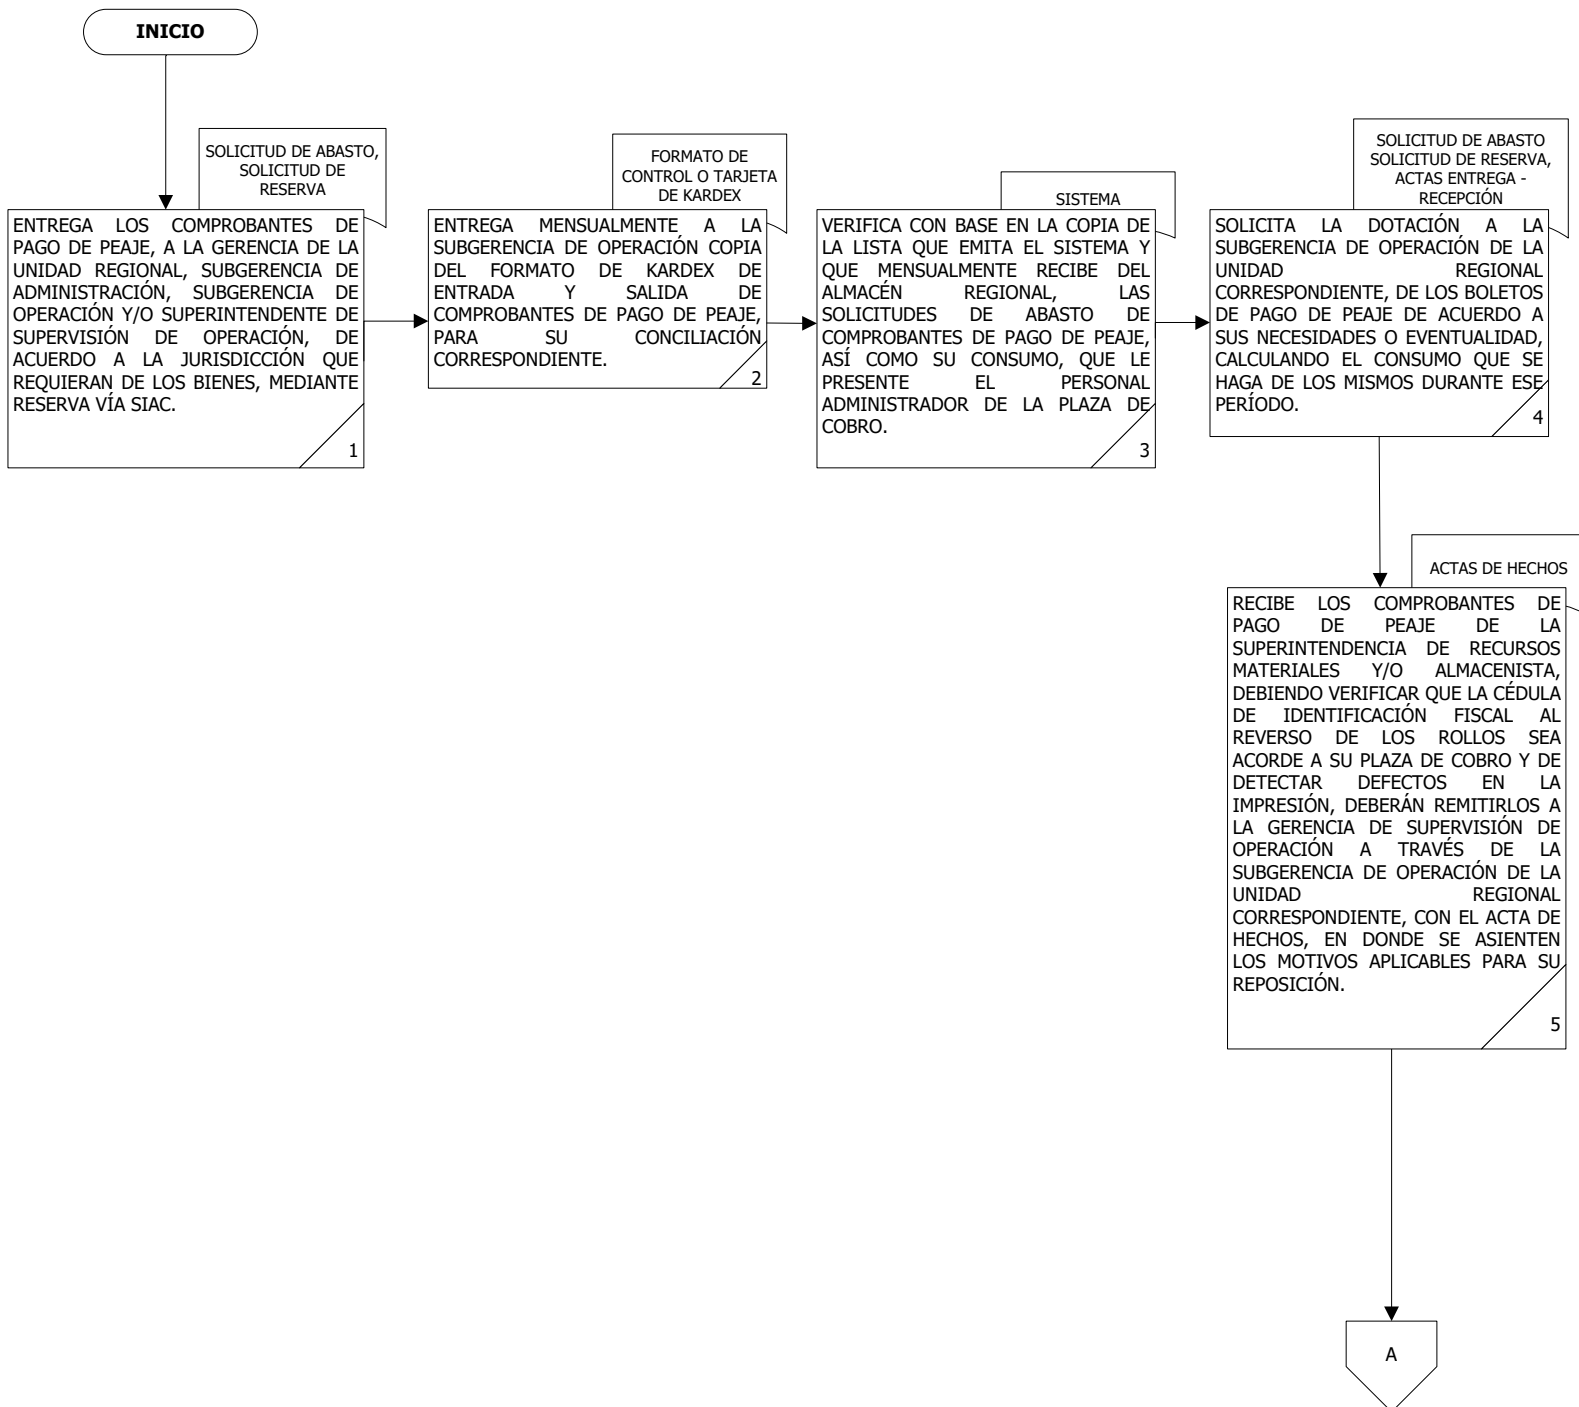 INICIO
SOLICITUD DE ABASTO,
SOLICITUD DE
RESERVA
ENTREGA LOS COMPROBANTES DE
PAGO DE PEAJE, A LA GERENCIA DE LA
UNIDAD REGIONAL, SUBGERENCIA DE
ADMINISTRACIÓN, SUBGERENCIA DE
OPERACIÓN Y/O SUPERINTENDENTE DE
SUPERVISIÓN DE OPERACIÓN, DE
ACUERDO A LA JURISDICCIÓN QUE
REQUIERAN DE LOS BIENES, MEDIANTE
RESERVA VÍA SIAC.
1
FORMATO DE
CONTROL O TARJETA
DE KARDEX
ENTREGA MENSUALMENTE A LA
SUBGERENCIA DE OPERACIÓN COPIA
DEL FORMATO DE KARDEX DE
ENTRADA Y SALIDA DE
COMPROBANTES DE PAGO DE PEAJE,
PARA SU CONCILIACIÓN
CORRESPONDIENTE.
2
SISTEMA
VERIFICA CON BASE EN LA COPIA DE
LA LISTA QUE EMITA EL SISTEMA Y
QUE MENSUALMENTE RECIBE DEL
ALMACÉN REGIONAL, LAS
SOLICITUDES DE ABASTO DE
COMPROBANTES DE PAGO DE PEAJE,
ASÍ COMO SU CONSUMO, QUE LE
PRESENTE EL PERSONAL
ADMINISTRADOR DE LA PLAZA DE
COBRO.
3
SOLICITUD DE ABASTO
SOLICITUD DE RESERVA,
ACTAS ENTREGA -
RECEPCIÓN
SOLICITA LA DOTACIÓN A LA
SUBGERENCIA DE OPERACIÓN DE LA
UNIDAD REGIONAL
CORRESPONDIENTE, DE LOS BOLETOS
DE PAGO DE PEAJE DE ACUERDO A
SUS NECESIDADES O EVENTUALIDAD,
CALCULANDO EL CONSUMO QUE SE
HAGA DE LOS MISMOS DURANTE ESE
PERÍODO.
4
ACTAS DE HECHOS
RECIBE LOS COMPROBANTES DE
PAGO DE PEAJE DE LA
SUPERINTENDENCIA DE RECURSOS
MATERIALES Y/O ALMACENISTA,
DEBIENDO VERIFICAR QUE LA CÉDULA
DE IDENTIFICACIÓN FISCAL AL
REVERSO DE LOS ROLLOS SEA
ACORDE A SU PLAZA DE COBRO Y DE
DETECTAR DEFECTOS EN LA
IMPRESIÓN, DEBERÁN REMITIRLOS A
LA GERENCIA DE SUPERVISIÓN DE
OPERACIÓN A TRAVÉS DE LA
SUBGERENCIA DE OPERACIÓN DE LA
UNIDAD REGIONAL
CORRESPONDIENTE, CON EL ACTA DE
HECHOS, EN DONDE SE ASIENTEN
LOS MOTIVOS APLICABLES PARA SU
REPOSICIÓN.
5
A